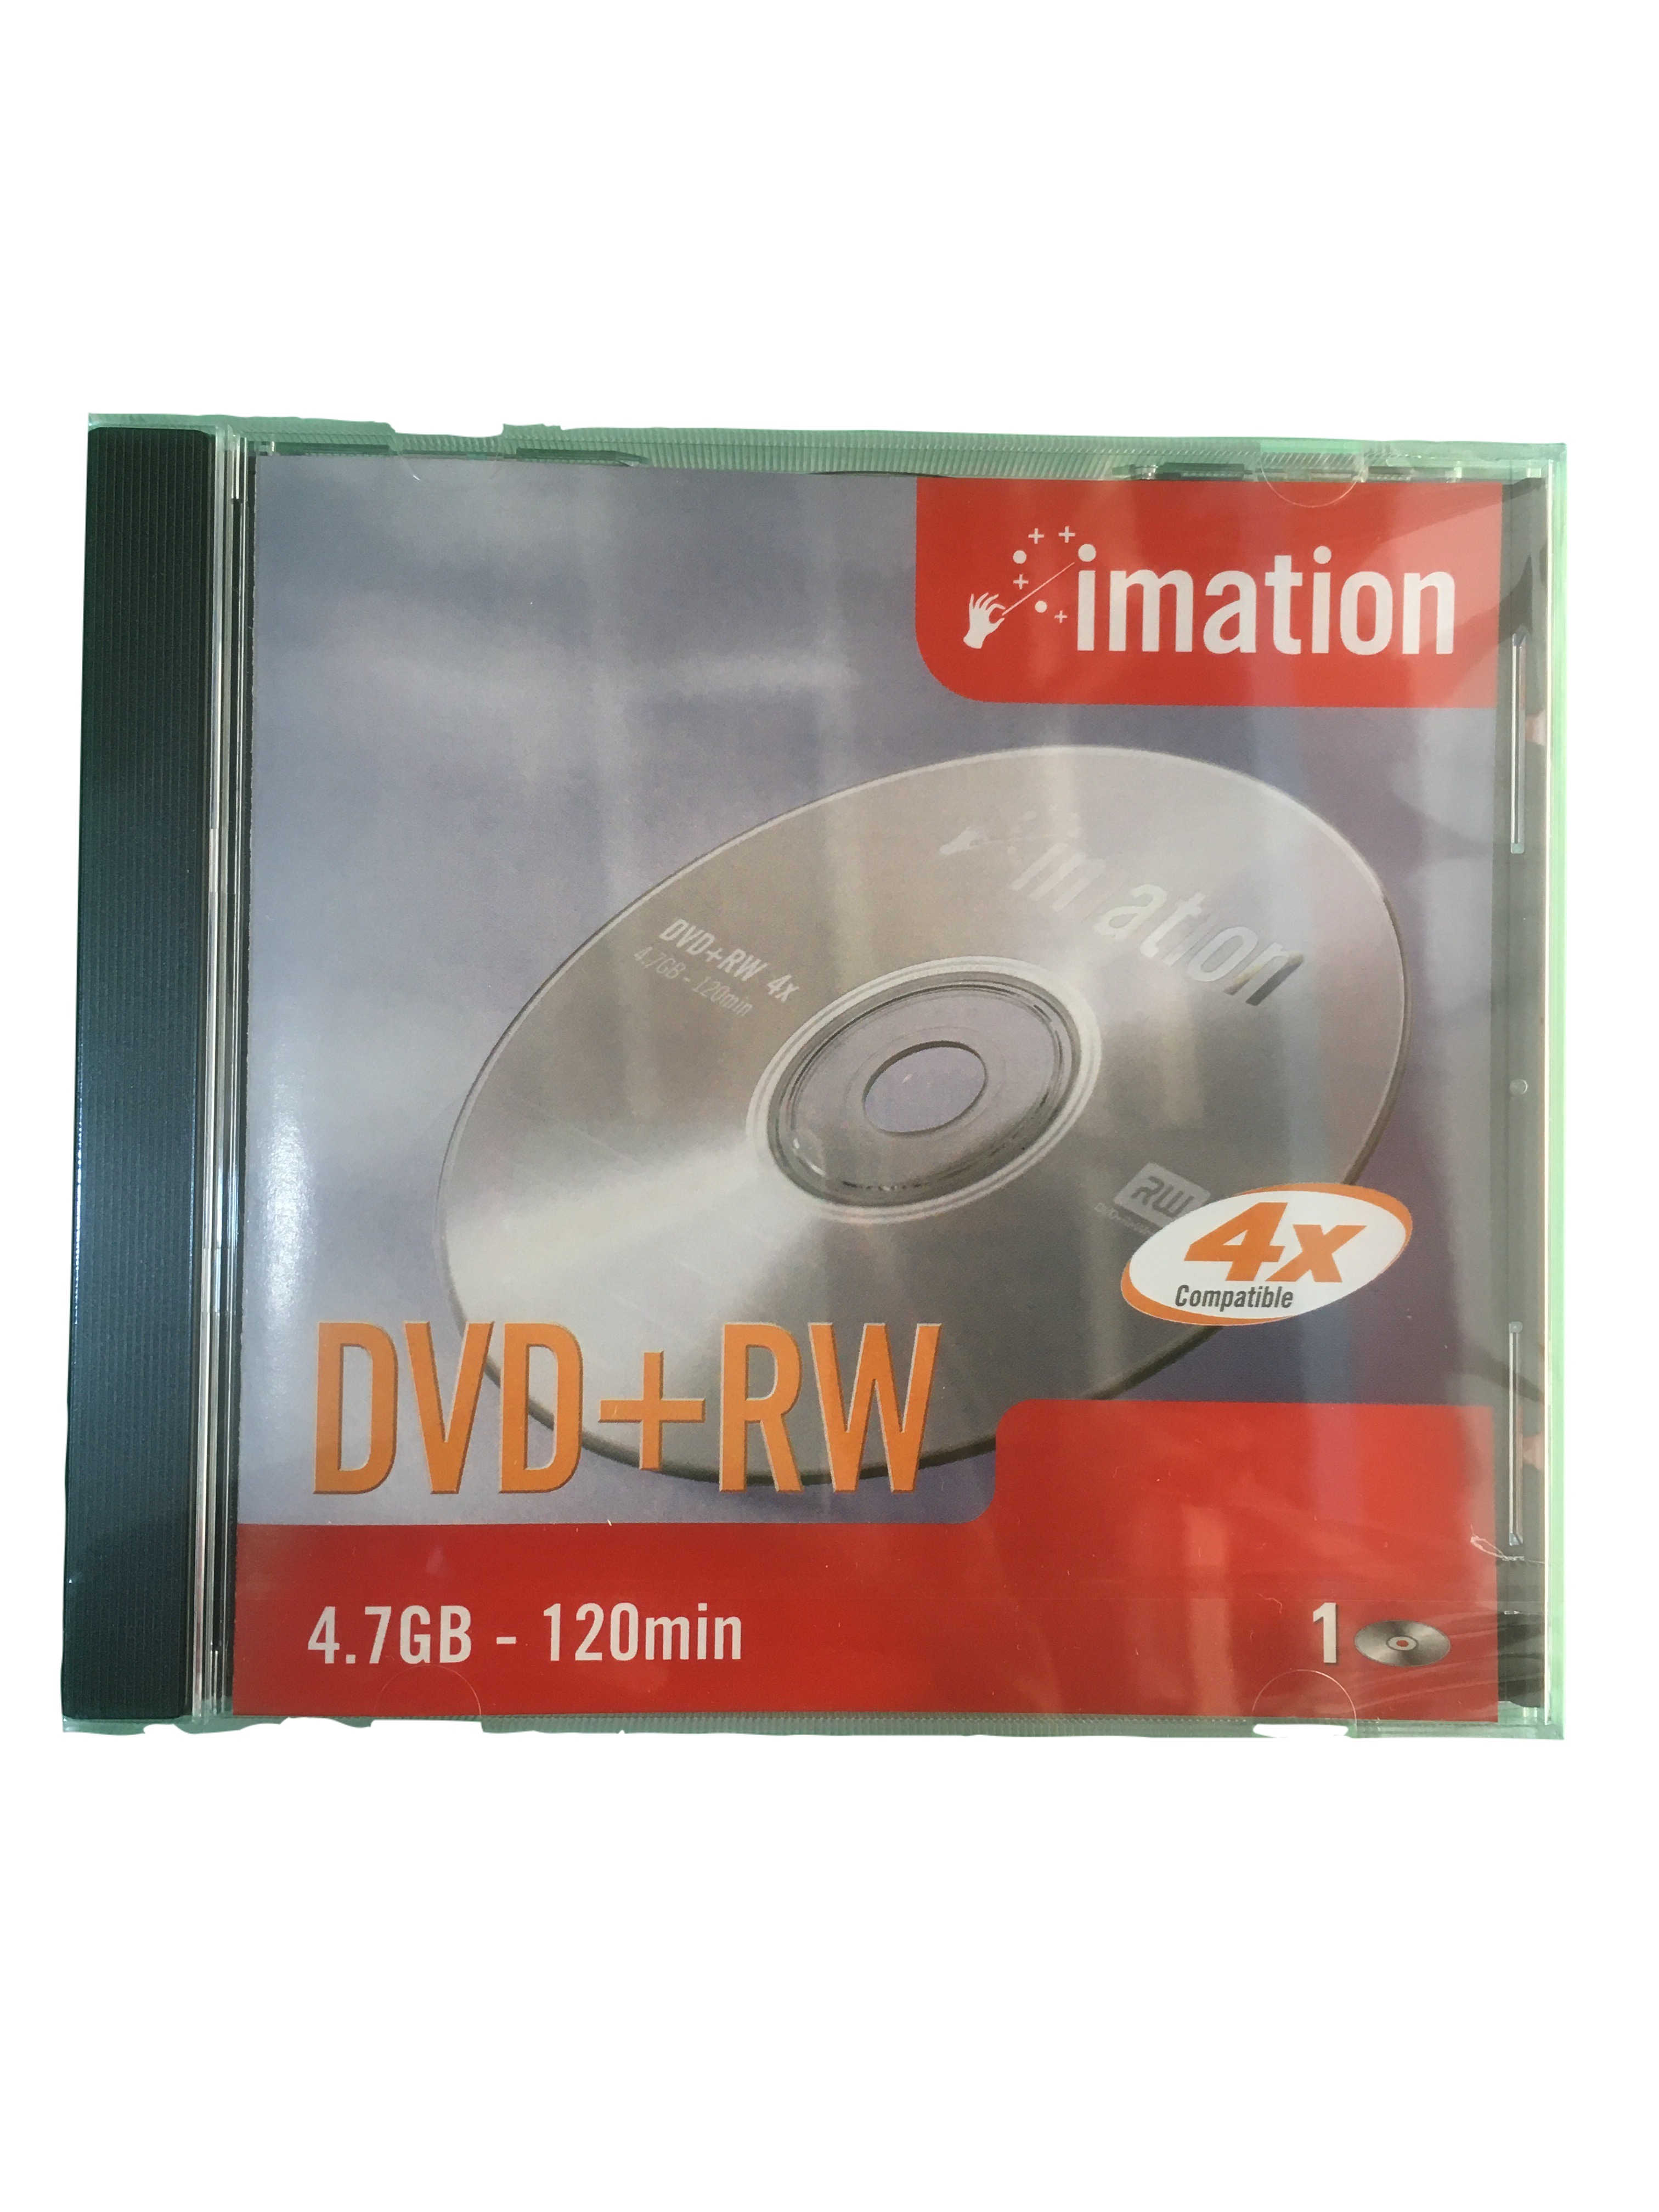 imation
imation
DVD+RW 4x
4.7GB - 120min
RW
4x
Compatible
DVD+RW
4.7GB - 120min
1